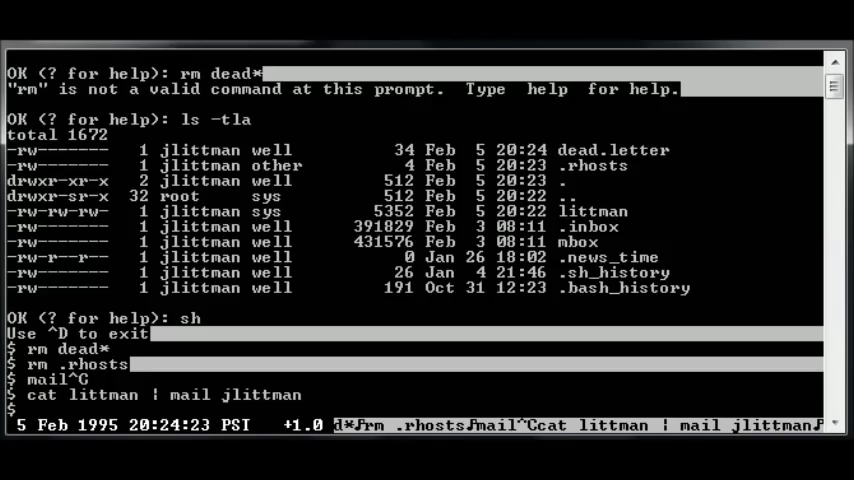 OK (? for help): rm dead*
"rm" is not a valid command at this prompt.  Type  help  for help.
OK (? for help): ls -tla
total 1672
-rw-------   1 jlittman well          34 Feb  5 20:24 dead.letter
-rw-------   1 jlittman other          4 Feb  5 20:23 .rhosts
drwxr-xr-x   2 jlittman well         512 Feb  5 20:23 .
drwxr-sr-x  32 root     sys          512 Feb  5 20:22 ..
-rw-rw-rw-   1 jlittman sys         5352 Feb  5 20:22 littman
-rw-------   1 jlittman well      391829 Feb  3 08:11 .inbox
-rw-------   1 jlittman well      431576 Feb  3 08:11 mbox
-rw-r--r--   1 jlittman well           0 Jan 26 18:02 .news_time
-rw-------   1 jlittman well          26 Jan  4 21:46 .sh_history
-rw-------   1 jlittman well         191 Oct 31 12:23 .bash_history
OK (? for help): sh
Use ^D to exit
$ rm dead*
$ rm .rhosts
$ mail^C
$ cat littman | mail jlittman
$
5 Feb 1995 20:24:23 PST   +1.0 d*♪rm .rhosts♪mail^Ccat littman | mail jlittman♪